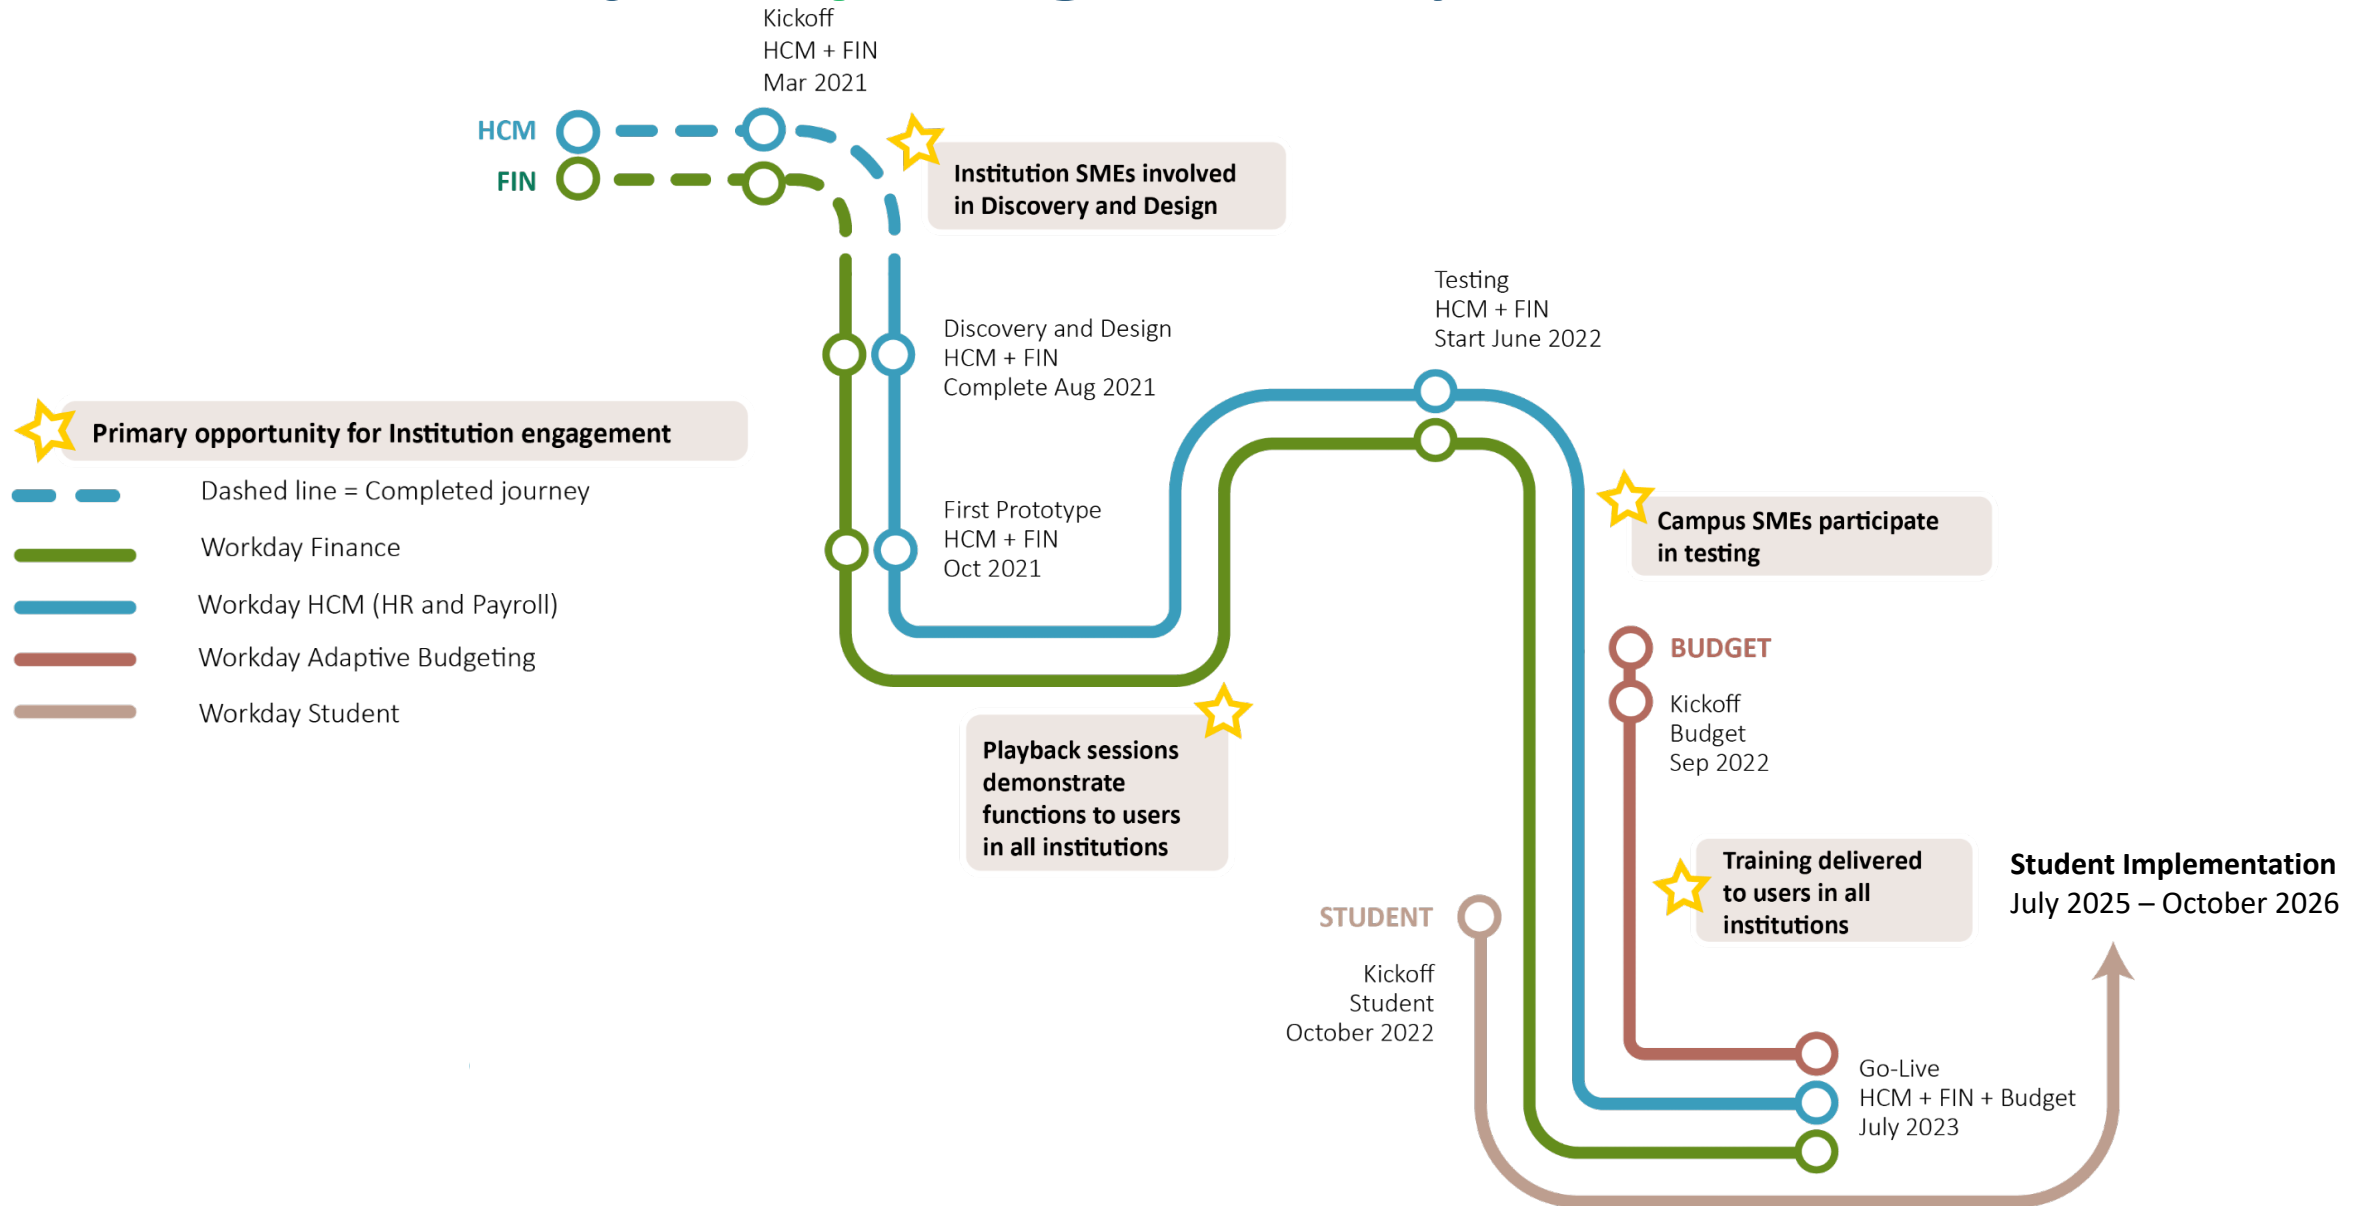 Kickoff
HCM + FIN
Mar 2021
HCM
FIN
Institution SMEs involved
in Discovery and Design
Discovery and Design
HCM + FIN
Complete Aug 2021
Testing
HCM + FIN
Start June 2022
Primary opportunity for Institution engagement
Dashed line = Completed journey
Workday Finance
Workday HCM (HR and Payroll)
Workday Adaptive Budgeting
Workday Student
First Prototype
HCM + FIN
Oct 2021
Campus SMEs participate
in testing
BUDGET
Kickoff
Budget
Sep 2022
Playback sessions
demonstrate
functions to users
in all institutions
Training delivered
to users in all
institutions
Student Implementation
July 2025 – October 2026
STUDENT
Kickoff
Student
October 2022
Go-Live
HCM + FIN + Budget
July 2023